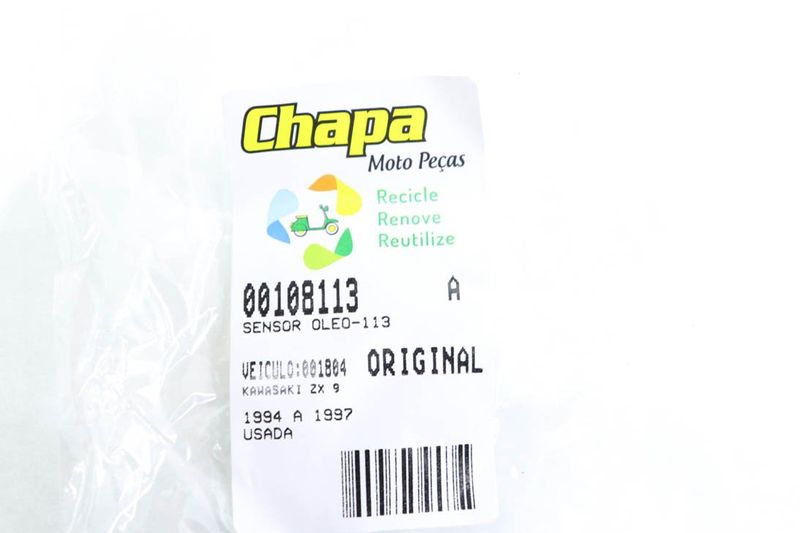 Chapa
Moto Peças
Recicle
Renove
Reutilize
00108113 A
SENSOR OLEO-113
VEICULO:001804 ORIGINAL
KAWASAKI ZX 9
1994 A 1997
USADA